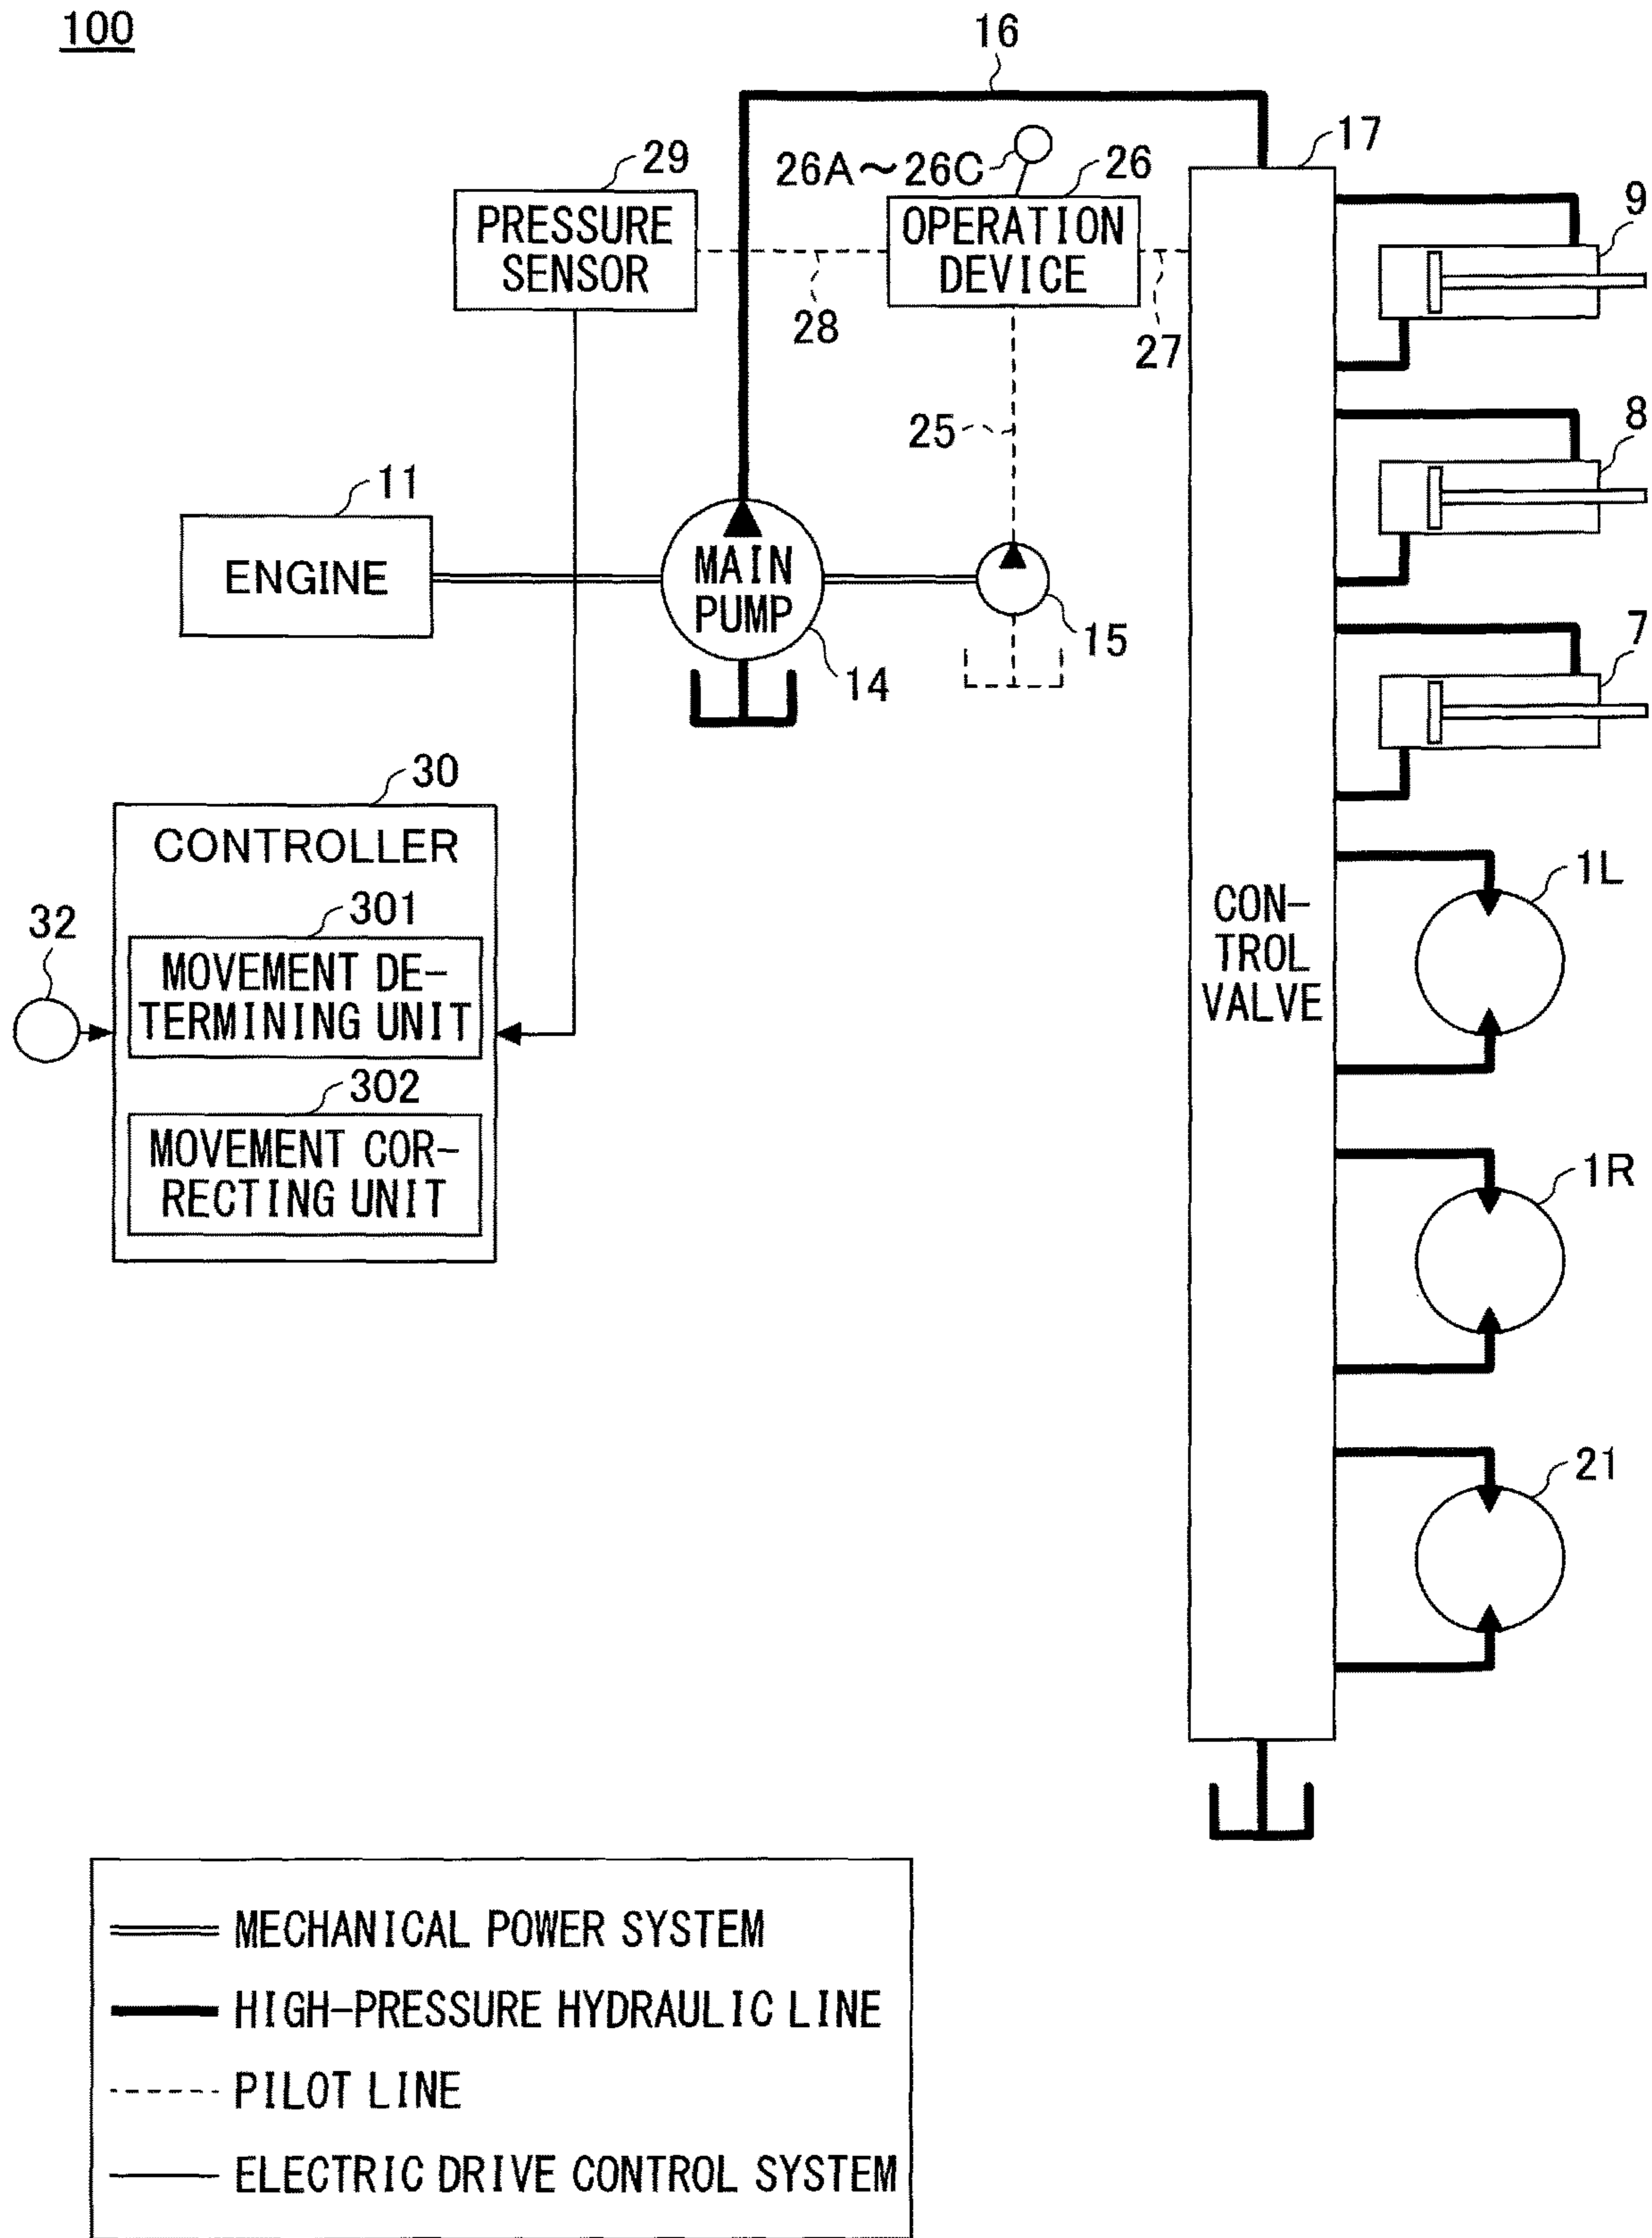 100
16
17
29
26A～26C
26
9
PRESSURE
SENSOR
OPERATION
DEVICE
28
27
25
8
11
ENGINE
MAIN
PUMP
15
14
7
30
CONTROLLER
301
32
MOVEMENT DE-
TERMINING UNIT
302
MOVEMENT COR-
RECTING UNIT
CON-
TROL
VALVE
1L
1R
21
MECHANICAL POWER SYSTEM
HIGH-PRESSURE HYDRAULIC LINE
PILOT LINE
ELECTRIC DRIVE CONTROL SYSTEM